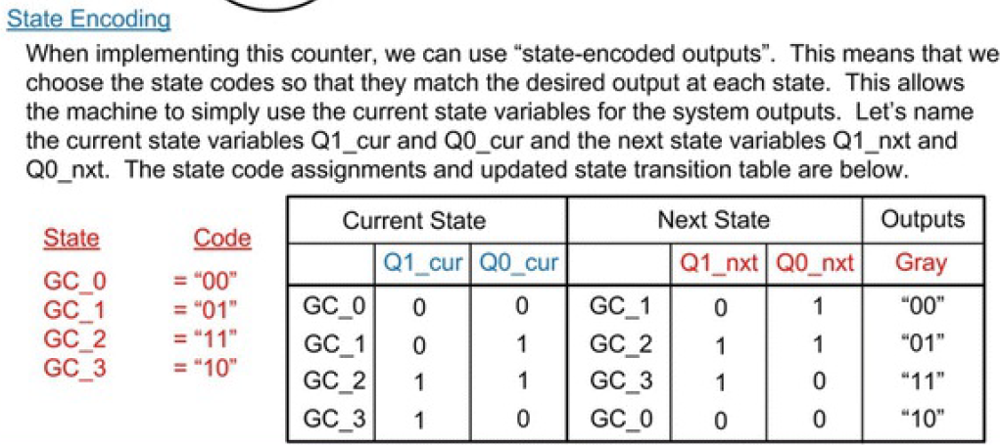 State Encoding
When implementing this counter, we can use “state-encoded outputs”. This means that we
choose the state codes so that they match the desired output at each state. This allows
the machine to simply use the current state variables for the system outputs. Let’s name
the current state variables Q1_cur and Q0_cur and the next state variables Q1_nxt and
Q0_nxt. The state code assignments and updated state transition table are below.
State Code
GC_0 = “00”
GC_1 = “01”
GC_2 = “11”
GC_3 = “10”
Current State Next State Outputs
Q1_cur Q0_cur Q1_nxt Q0_nxt Gray
GC_0 0 0 GC_1 0 1 “00”
GC_1 0 1 GC_2 1 1 “01”
GC_2 1 1 GC_3 1 0 “11”
GC_3 1 0 GC_0 0 0 “10”